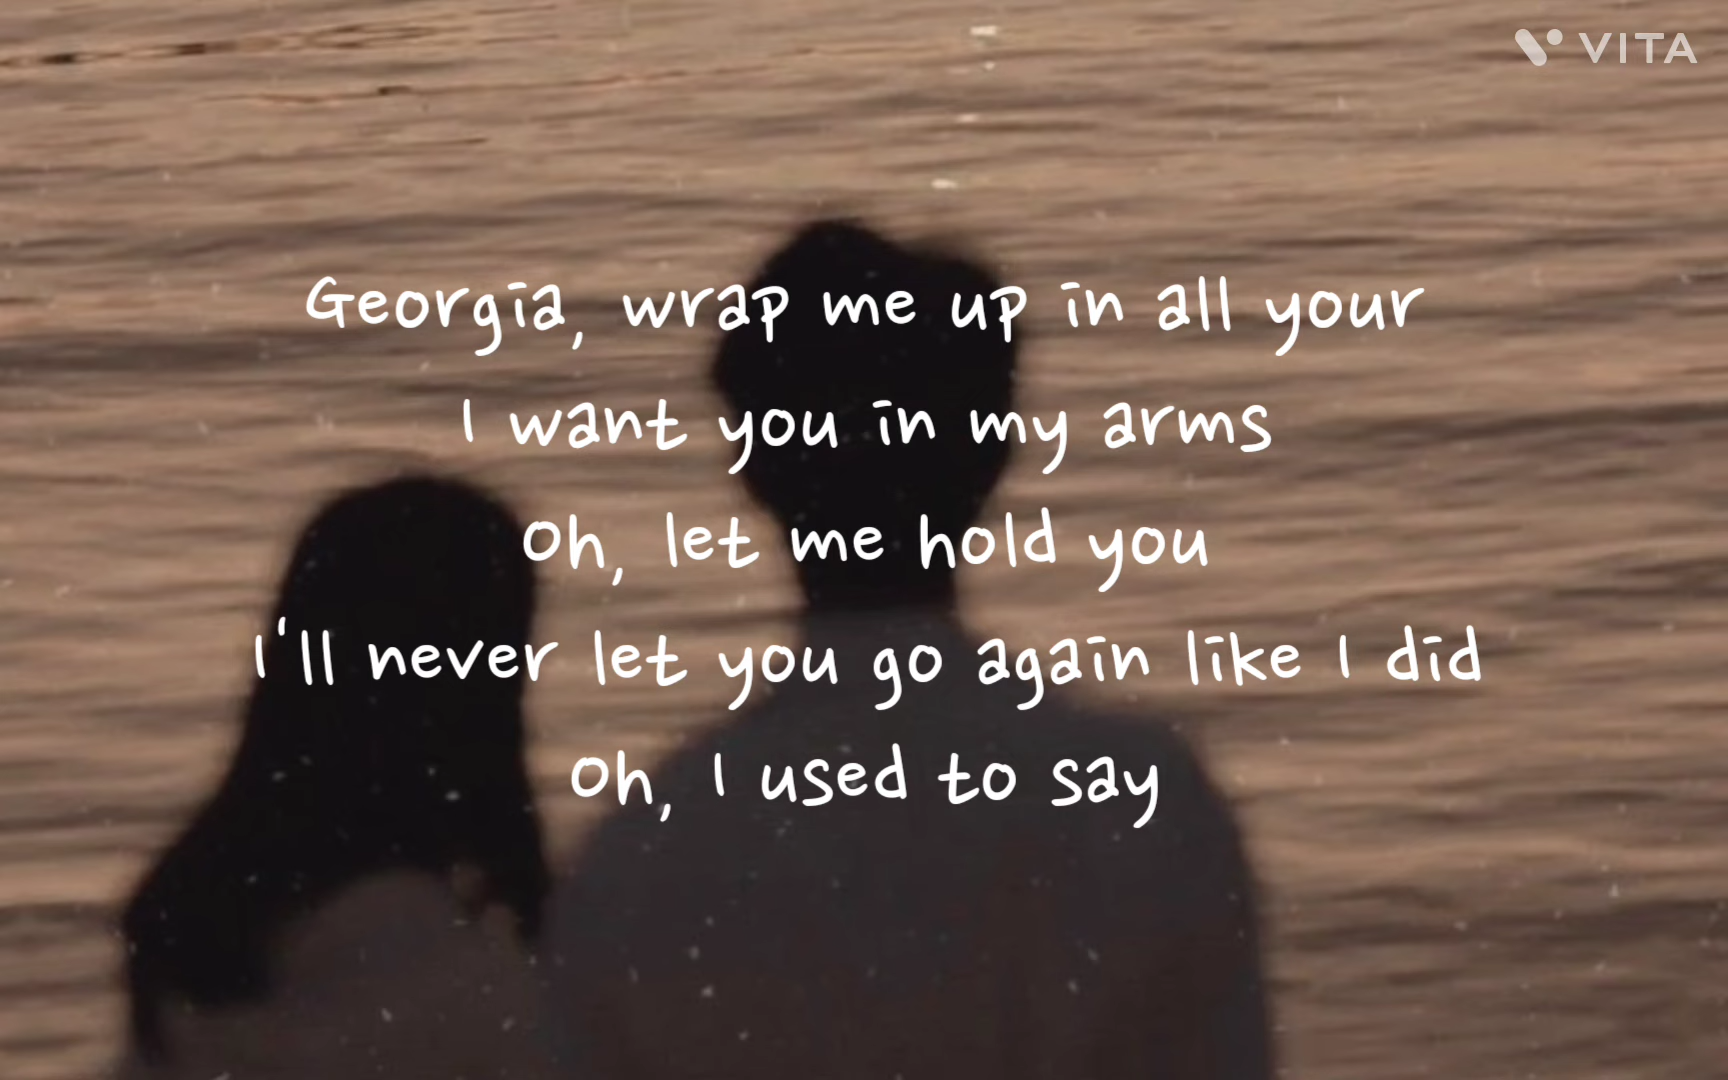 VITA
Georgia, wrap me up in all your
I want you in my arms
Oh, let me hold you
I'll never let you go again like I did
Oh, I used to say